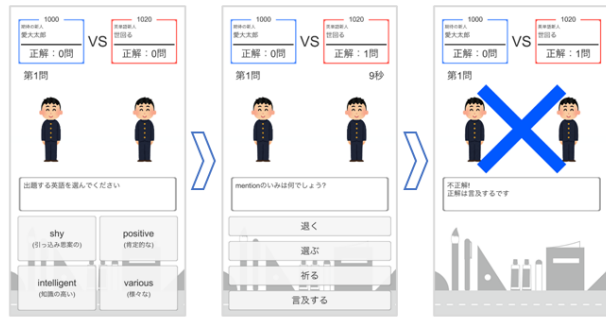 1000
愛大太郎
正解：0問
VS
1020
世回る
正解：0問
第1問
出題する英語を選んでください
shy
(引っ込み思案の)
positive
(肯定的な)
intelligent
(知識の高い)
various
(様々な)
1000
愛大太郎
正解：0問
VS
1020
世回る
正解：1問
第1問
9秒
mentionのいみは何でしょう?
退く
選ぶ
祈る
言及する
1000
愛大太郎
正解：0問
VS
1020
世回る
正解：1問
第1問
不正解!
正解は言及するです